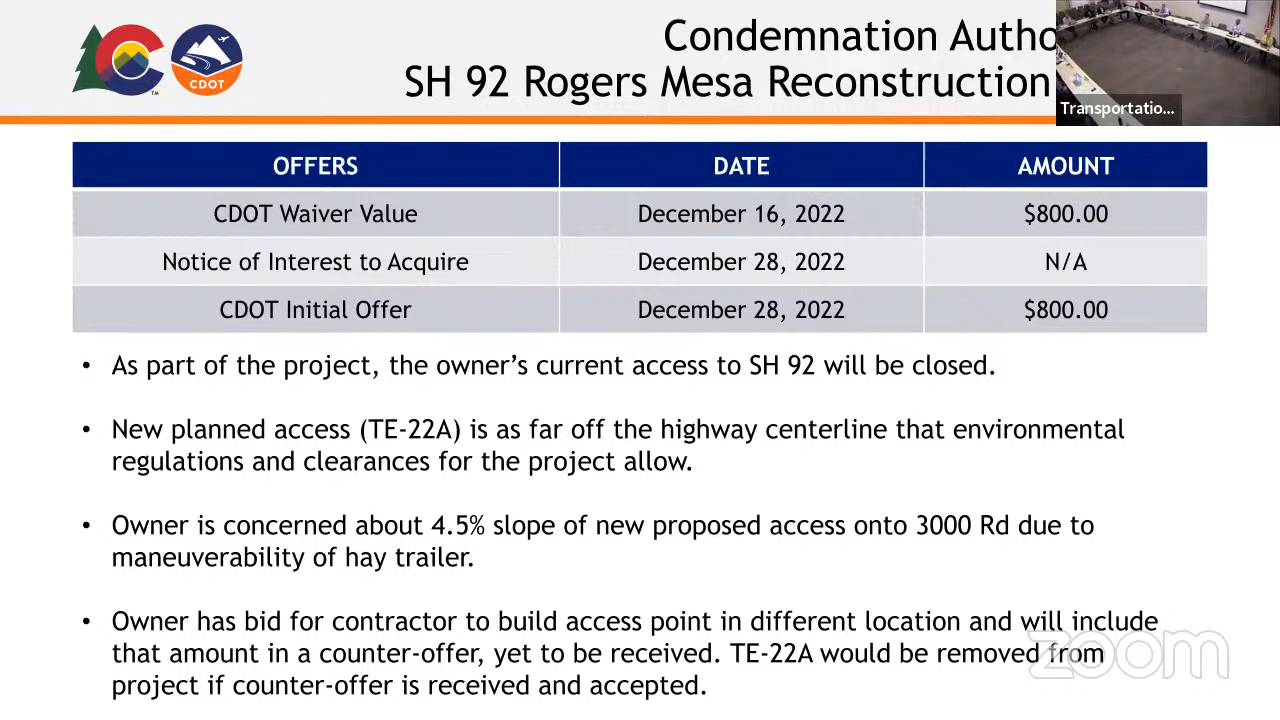 Condemnation Autho
SH 92 Rogers Mesa Reconstruction
Transportatio...
CDOT
TM
OFFERS DATE AMOUNT
CDOT Waiver Value December 16, 2022 $800.00
Notice of Interest to Acquire December 28, 2022 N/A
CDOT Initial Offer December 28, 2022 $800.00
• As part of the project, the owner’s current access to SH 92 will be closed.
• New planned access (TE-22A) is as far off the highway centerline that environmental
regulations and clearances for the project allow.
• Owner is concerned about 4.5% slope of new proposed access onto 3000 Rd due to
maneuverability of hay trailer.
• Owner has bid for contractor to build access point in different location and will include
that amount in a counter-offer, yet to be received. TE-22A would be removed from
project if counter-offer is received and accepted.
zoom